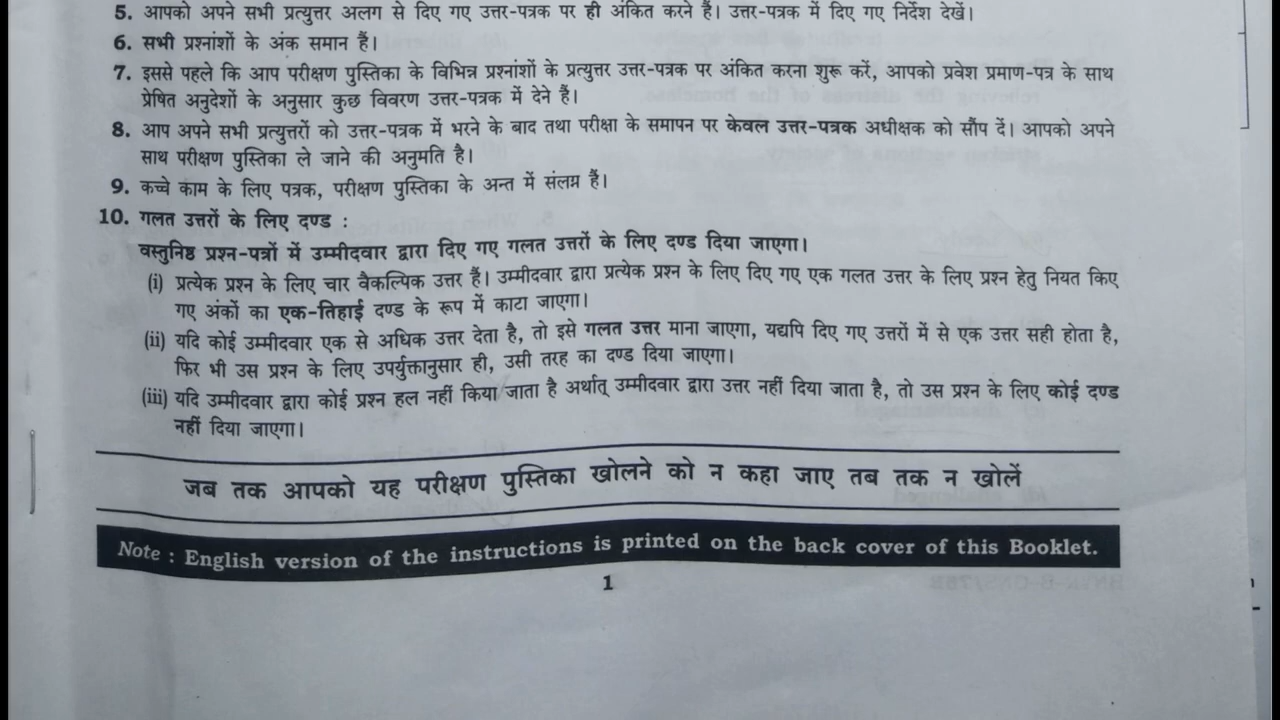 5. आपको अपने सभी प्रत्युत्तर अलग से दिए गए उत्तर-पत्रक पर ही अंकित करने हैं। उत्तर-पत्रक में दिए गए निर्देश देखें।
6. सभी प्रश्नांशों के अंक समान हैं।
7. इससे पहले कि आप परीक्षण पुस्तिका के विभिन्न प्रश्नांशों के प्रत्युत्तर उत्तर-पत्रक पर अंकित करना शुरू करें, आपको प्रवेश प्रमाण-पत्र के साथ
प्रेषित अनुदेशों के अनुसार कुछ विवरण उत्तर-पत्रक में देने हैं।
8. आप अपने सभी प्रत्युत्तरों को उत्तर-पत्रक में भरने के बाद तथा परीक्षा के समापन पर केवल उत्तर-पत्रक अधीक्षक को सौंप दें। आपको अपने
साथ परीक्षण पुस्तिका ले जाने की अनुमति है।
9. कच्चे काम के लिए पत्रक, परीक्षण पुस्तिका के अन्त में संलग्न हैं।
10. गलत उत्तरों के लिए दण्ड :
वस्तुनिष्ठ प्रश्न-पत्रों में उम्मीदवार द्वारा दिए गए गलत उत्तरों के लिए दण्ड दिया जाएगा।
(i) प्रत्येक प्रश्न के लिए चार वैकल्पिक उत्तर हैं। उम्मीदवार द्वारा प्रत्येक प्रश्न के लिए दिए गए एक गलत उत्तर के लिए प्रश्न हेतु नियत किए
गए अंकों का एक-तिहाई दण्ड के रूप में काटा जाएगा।
(ii) यदि कोई उम्मीदवार एक से अधिक उत्तर देता है, तो इसे गलत उत्तर माना जाएगा, यद्यपि दिए गए उत्तरों में से एक उत्तर सही होता है,
फिर भी उस प्रश्न के लिए उपर्युक्तानुसार ही, उसी तरह का दण्ड दिया जाएगा।
(iii) यदि उम्मीदवार द्वारा कोई प्रश्न हल नहीं किया जाता है अर्थात् उम्मीदवार द्वारा उत्तर नहीं दिया जाता है, तो उस प्रश्न के लिए कोई दण्ड
नहीं दिया जाएगा।
जब तक आपको यह परीक्षण पुस्तिका खोलने को न कहा जाए तब तक न खोलें
Note : English version of the instructions is printed on the back cover of this Booklet.
1